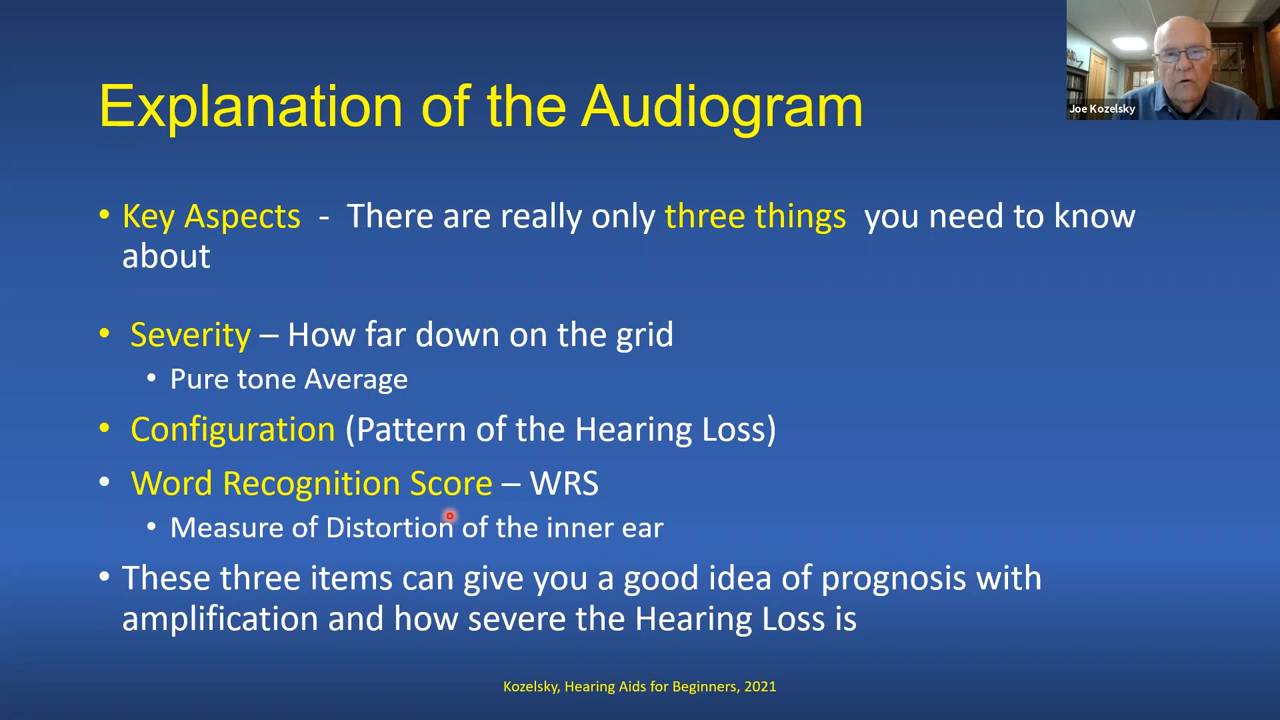 Joe Kozelsky
Explanation of the Audiogram
• Key Aspects - There are really only three things you need to know
about
• Severity – How far down on the grid
• Pure tone Average
• Configuration (Pattern of the Hearing Loss)
• Word Recognition Score – WRS
• Measure of Distortion of the inner ear
• These three items can give you a good idea of prognosis with
amplification and how severe the Hearing Loss is
Kozelsky, Hearing Aids for Beginners, 2021